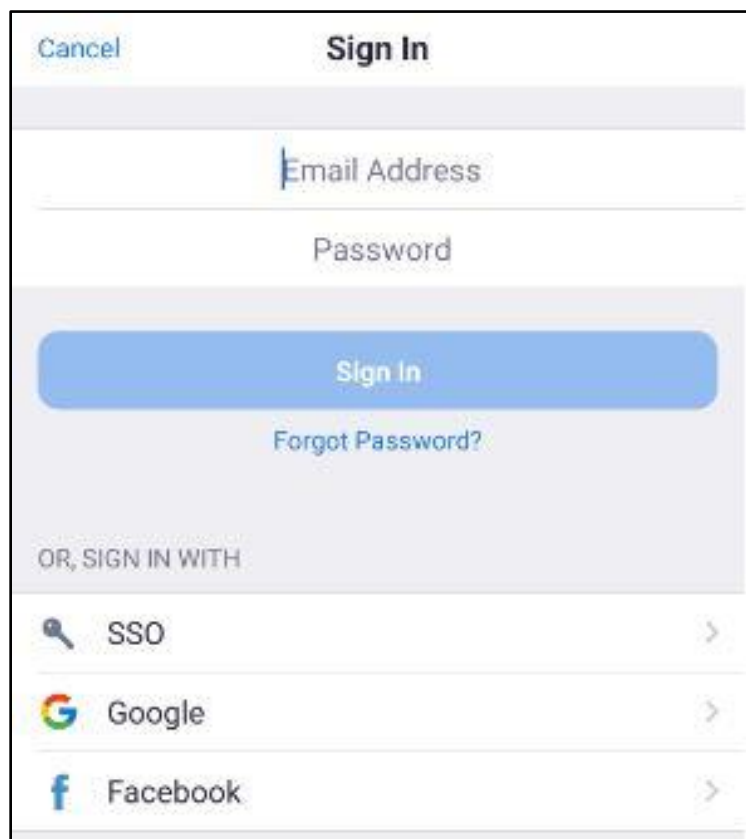 Cancel Sign In
Email Address
Password
Sign In
Forgot Password?
OR, SIGN IN WITH
SSO
Google
Facebook